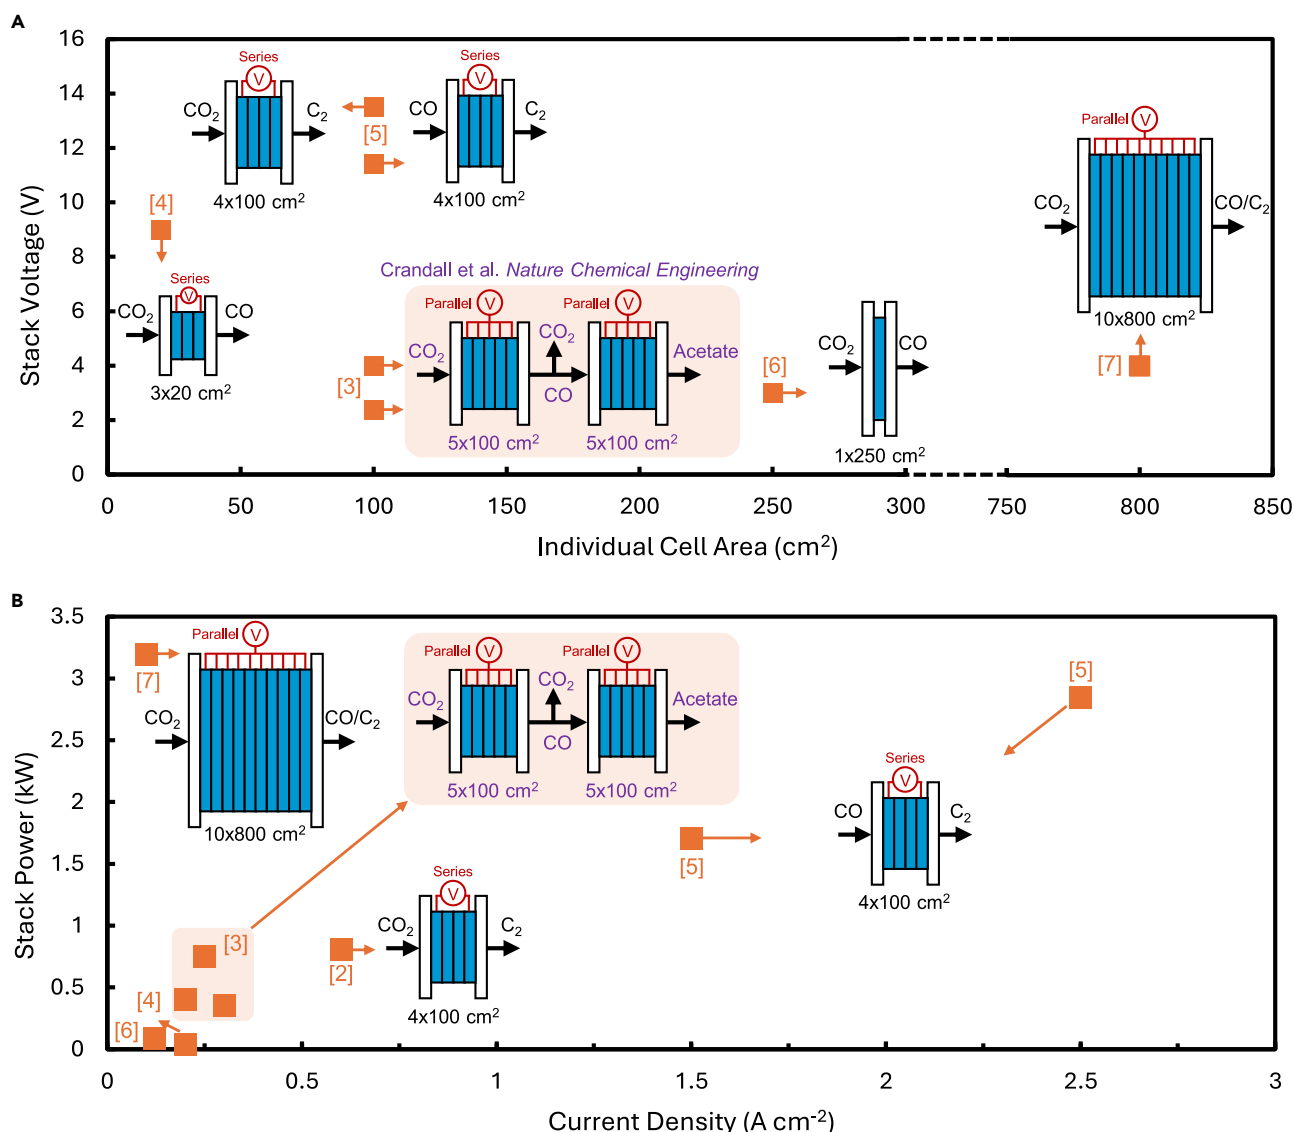 A
16
14
12
10
8
6
4
2
0
Stack Voltage (V)
Series
V
CO2
C2
4x100 cm2
[5]
Series
V
CO
C2
4x100 cm2
[4]
Series
V
CO2
CO
3x20 cm2
Crandall et al. Nature Chemical Engineering
Parallel
V
Parallel
V
CO2
CO2
Acetate
CO
5x100 cm2
5x100 cm2
[3]
[6]
CO2
CO
1x250 cm2
Parallel
V
CO2
CO/C2
10x800 cm2
[7]
0
50
100
150
200
250
300
750
800
850
Individual Cell Area (cm2)
B
3.5
3
2.5
2
1.5
1
0.5
0
Stack Power (kW)
[7]
Parallel
V
CO2
CO/C2
10x800 cm2
Parallel
V
Parallel
V
CO2
CO2
Acetate
CO
5x100 cm2
5x100 cm2
[5]
[5]
Series
V
CO
C2
4x100 cm2
[3]
[4]
[6]
[2]
Series
V
CO2
C2
4x100 cm2
0
0.5
1
1.5
2
2.5
3
Current Density (A cm-2)